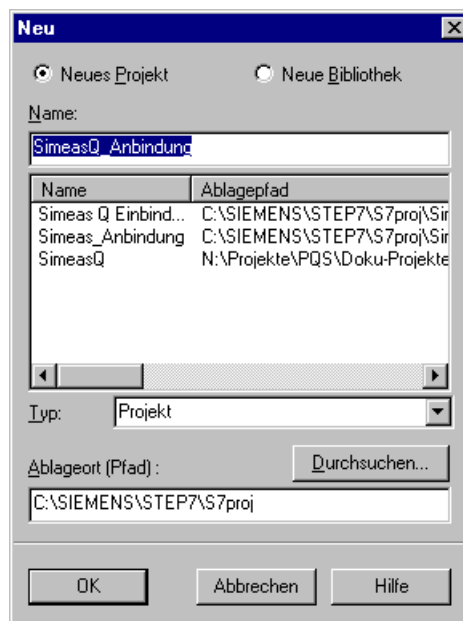 Neu
Neues Projekt Neue Bibliothek
Name:
SimeasQ_Anbindung
Name Ablagepfad
Simeas Q Einbind... C:\SIEMENS\STEP7\S7proj\Sir
Simeas_Anbindung C:\SIEMENS\STEP7\S7proj\Sir
SimeasQ N:\Projekte\PQS\Doku-Projekte
Typ: Projekt
Ablageort (Pfad) : Durchsuchen...
C:\SIEMENS\STEP7\S7proj
OK Abbrechen Hilfe